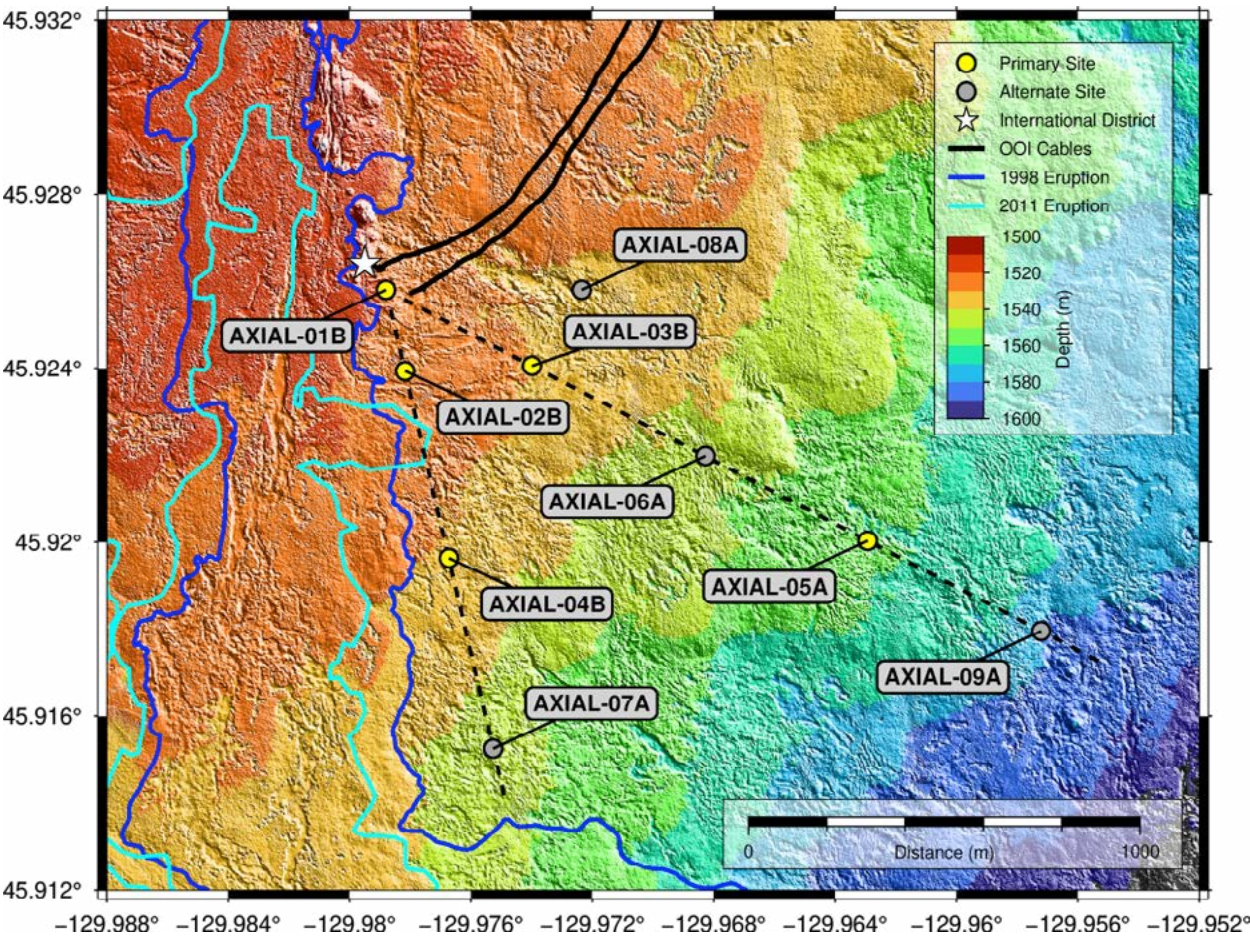 45.932°
45.928°
45.924°
45.92°
45.916°
45.912°
−129.988°
−129.984°
−129.98°
−129.976°
−129.972°
−129.968°
−129.964°
−129.96°
−129.956°
−129.952°
Primary Site
Alternate Site
International District
OOI Cables
1998 Eruption
2011 Eruption
1500
1520
1540
1560
1580
1600
Depth (m)
AXIAL-08A
AXIAL-01B
AXIAL-03B
AXIAL-02B
AXIAL-06A
AXIAL-05A
AXIAL-04B
AXIAL-09A
AXIAL-07A
0
Distance (m)
1000